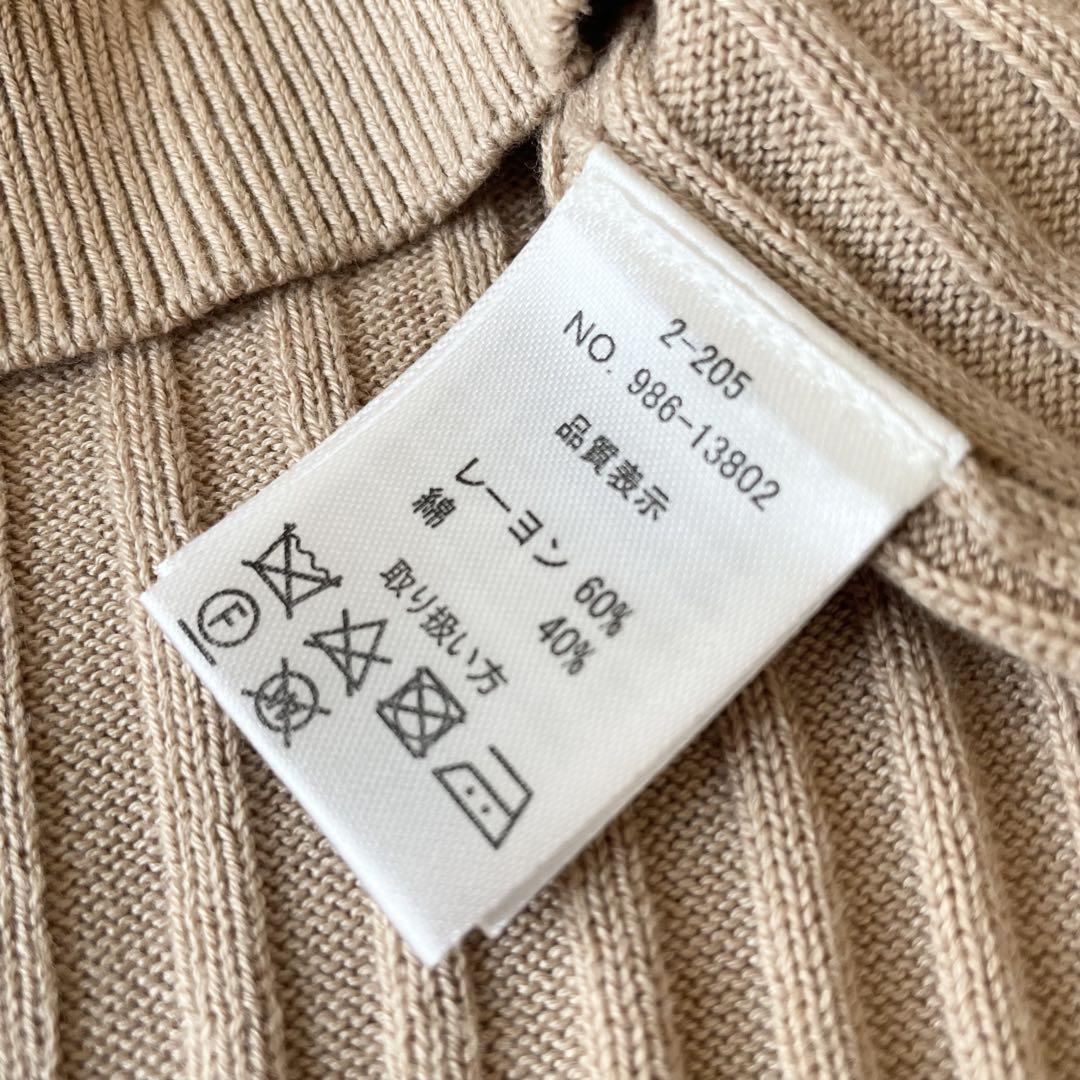 2-205
NO. 986-13802
品質表示
レーヨン 60%
綿 40%
取り扱い方
F
W